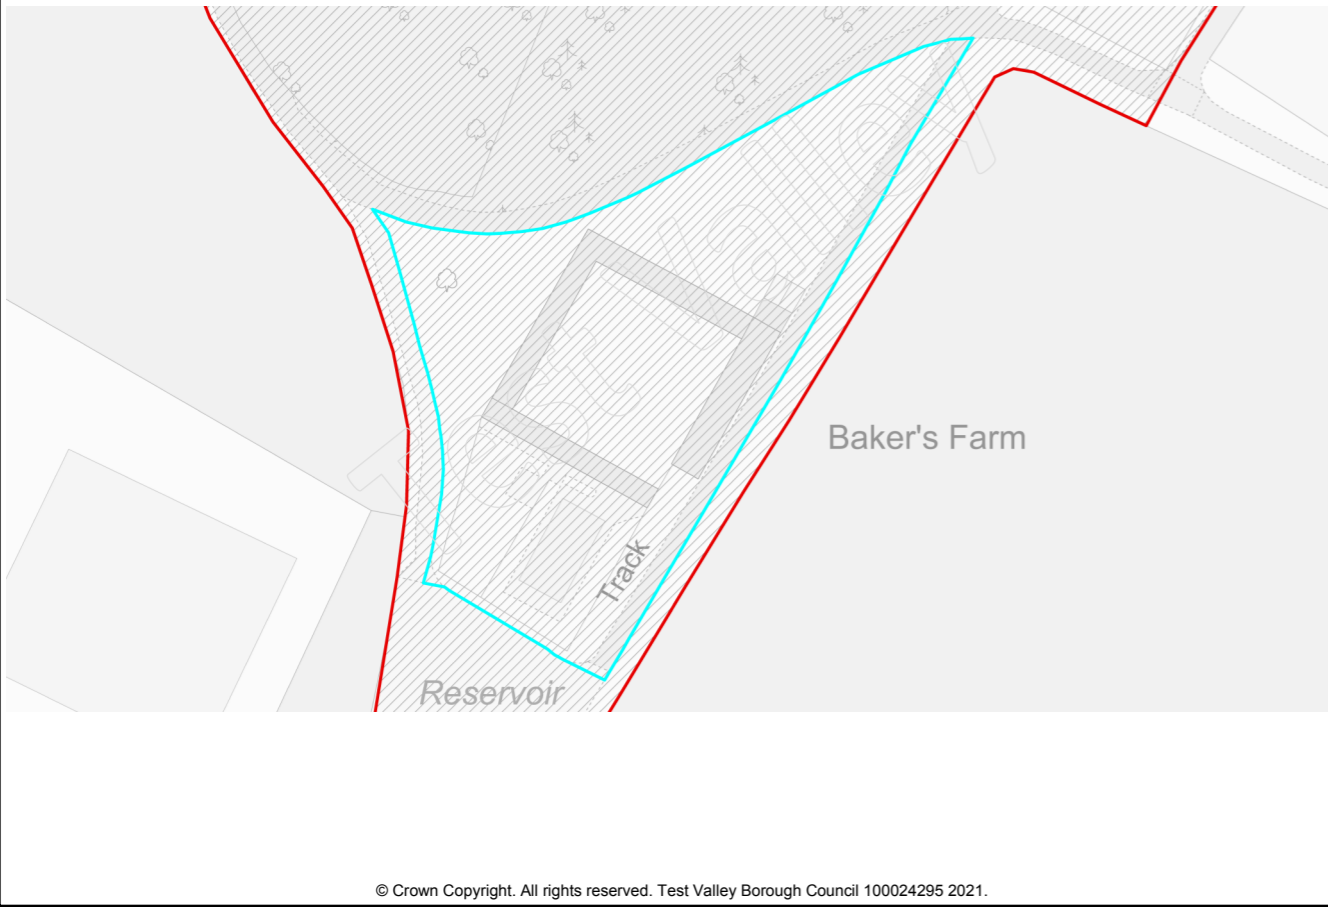 Baker's Farm
Track
Reservoir
© Crown Copyright. All rights reserved. Test Valley Borough Council 100024295 2021.